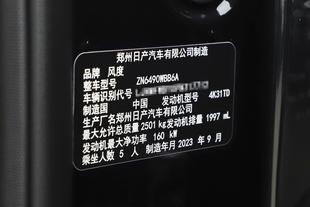 郑州日产汽车有限公司制造
品牌 风度
整车型号 ZN6490WBB6A
车辆识别代号
制造国 中国 发动机型号 4K31TD
生产厂名郑州日产汽车有限公司
最大允许总质量 2501 kg发动机排量 1997 mL
发动机最大净功率 160 kW
乘坐人数 5 人 制造年月 2023 年 9 月